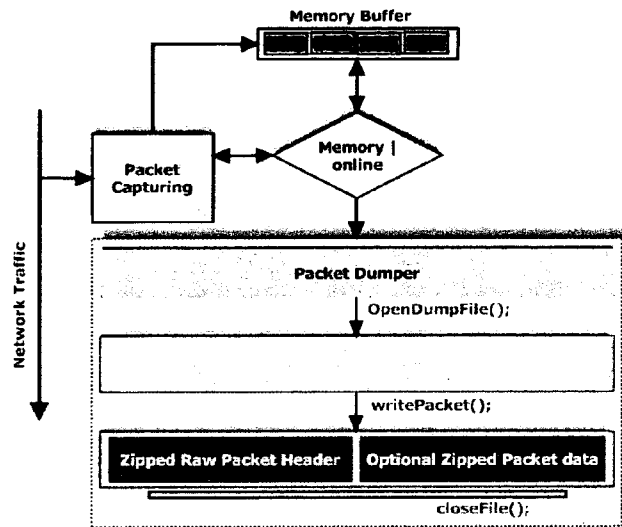 Memory Buffer
Memory |
online
Packet
Capturing
Network Traffic
Packet Dumper
OpenDumpFile();
writePacket();
Zipped Raw Packet Header
Optional Zipped Packet data
closeFile();